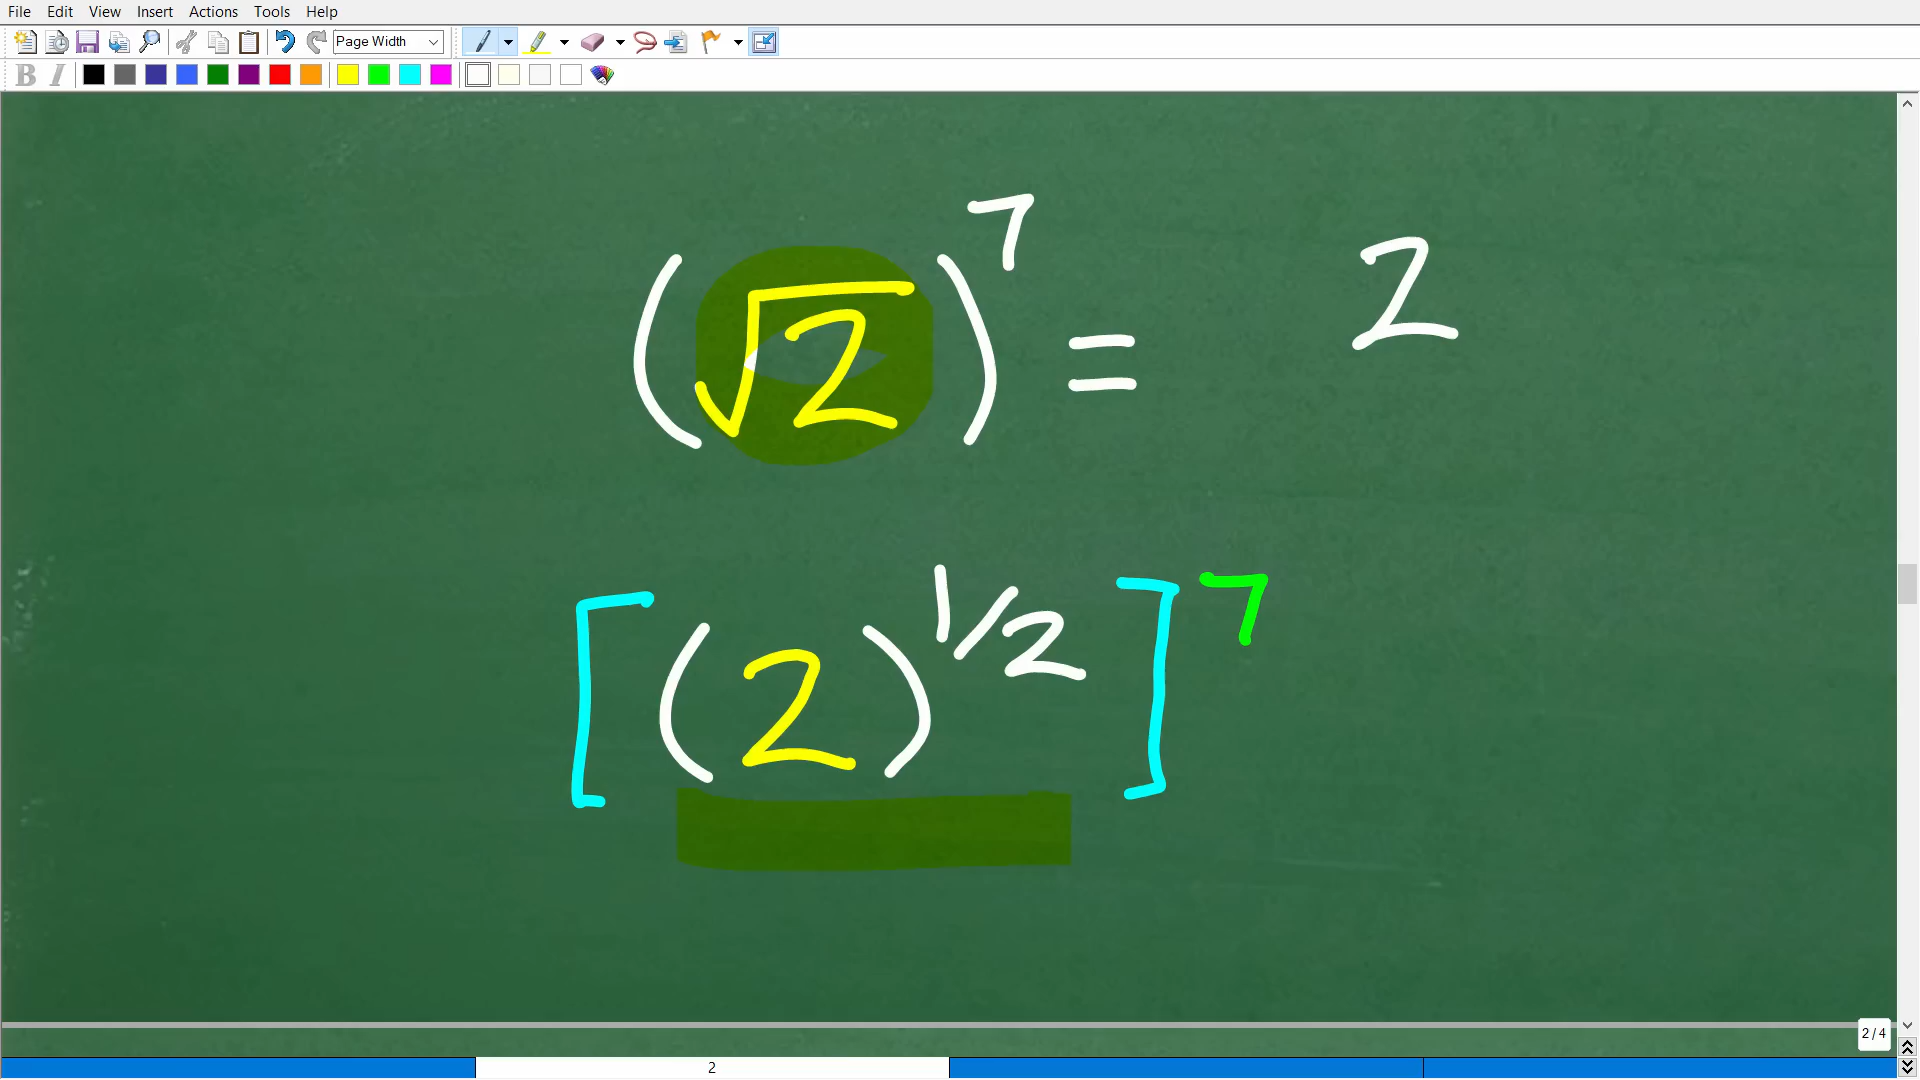 File Edit View Insert Actions Tools Help
Page Width
B I
(√2)⁷ = 2
[(2)^1/2]⁷
2 / 4
2